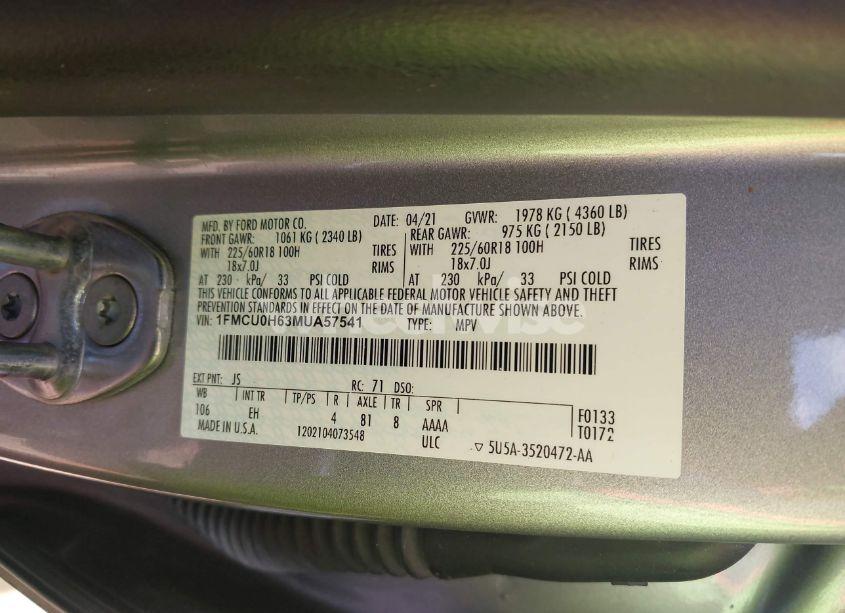 MFD. BY FORD MOTOR CO. DATE: 04/21 GVWR: 1978 KG ( 4360 LB)
FRONT GAWR: 1061 KG ( 2340 LB) REAR GAWR: 975 KG ( 2150 LB)
WITH 225/60R18 100H TIRES WITH 225/60R18 100H TIRES
18x7.0J RIMS 18x7.0J RIMS
AT 230 kPa/ 33 PSI COLD AT 230 kPa/ 33 PSI COLD
THIS VEHICLE CONFORMS TO ALL APPLICABLE FEDERAL MOTOR VEHICLE SAFETY AND THEFT
PREVENTION STANDARDS IN EFFECT ON THE DATE OF MANUFACTURE SHOWN ABOVE.
VIN: 1FMCU0H63MUA57541 TYPE: MPV
EXT PNT: JS RC: 71 DSO:
WB INT TR TP/PS R AXLE TR SPR
106 EH 4 81 8 AAAA F0133
MADE IN U.S.A. 1202104073548 ULC T0172
▽ 5U5A-3520472-AA